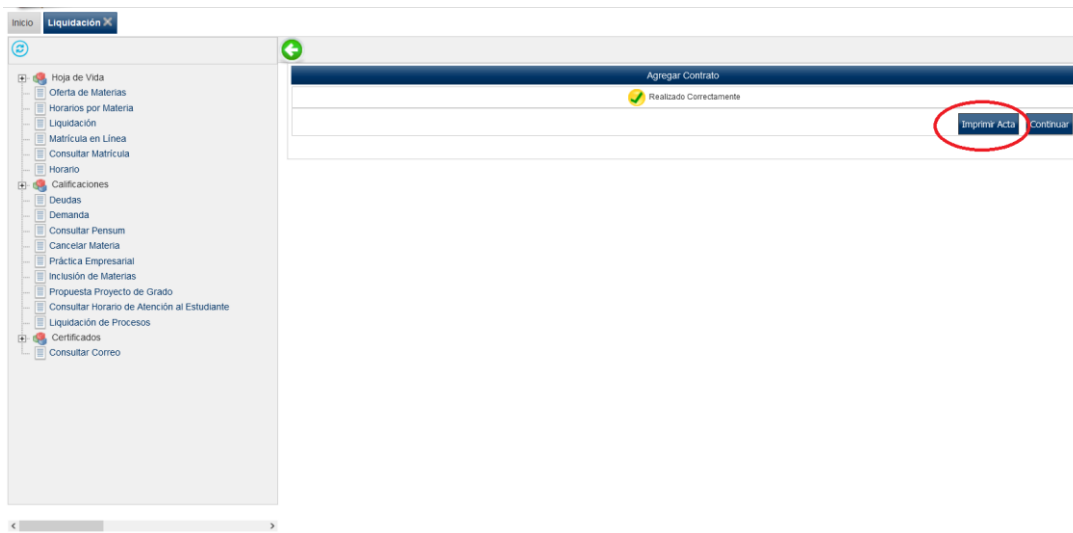 Inicio Liquidación
Agregar Contrato
Realizado Correctamente
Imprimir Acta Continuar
Hoja de Vida
Oferta de Materias
Horarios por Materia
Liquidación
Matrícula en Línea
Consultar Matrícula
Horario
Calificaciones
Deudas
Demanda
Consultar Pensum
Cancelar Materia
Práctica Empresarial
Inclusión de Materias
Propuesta Proyecto de Grado
Consultar Horario de Atención al Estudiante
Liquidación de Procesos
Certificados
Consultar Correo